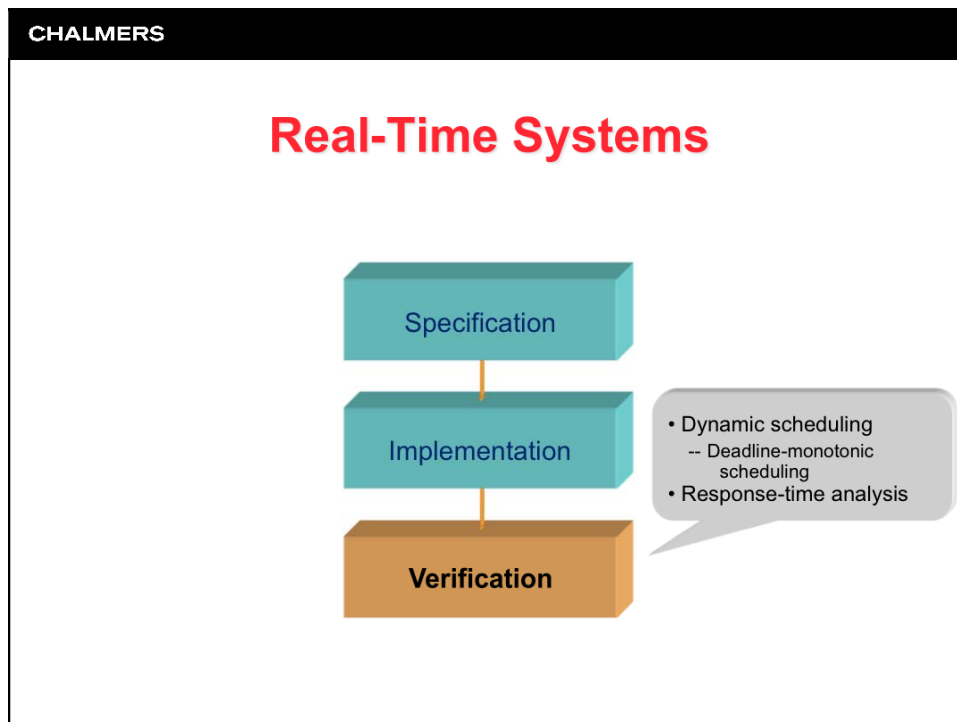 CHALMERS
Real-Time Systems
Specification
Implementation
• Dynamic scheduling
-- Deadline-monotonic
scheduling
• Response-time analysis
Verification